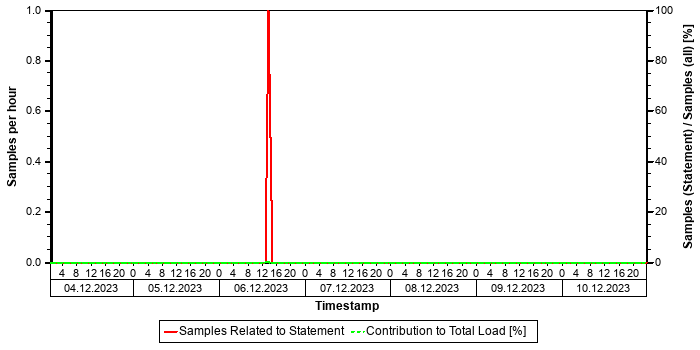 1.0
0.8
0.6
0.4
0.2
0.0
Samples per hour
100
80
60
40
20
0
Samples (Statement) / Samples (all) [%]
4 8 12 16 20 0 4 8 12 16 20 0 4 8 12 16 20 0 4 8 12 16 20 0 4 8 12 16 20 0 4 8 12 16 20 0 4 8 12 16 20
04.12.2023 05.12.2023 06.12.2023 07.12.2023 08.12.2023 09.12.2023 10.12.2023
Timestamp
Samples Related to Statement Contribution to Total Load [%]